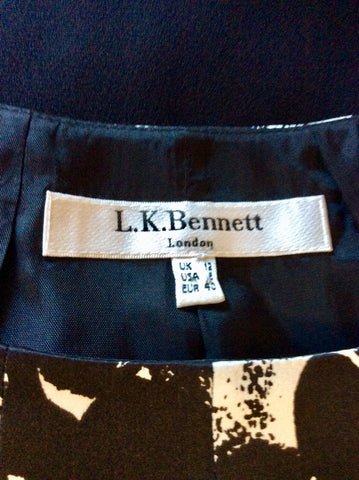 L.K.Bennett
London
UK 12
USA 8
EUR 40